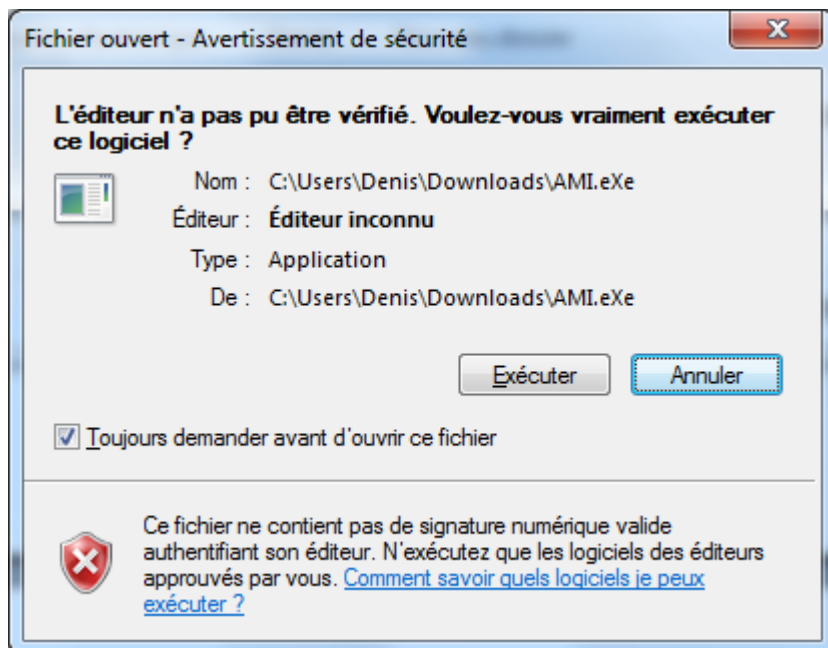 Fichier ouvert - Avertissement de sécurité
L'éditeur n'a pas pu être vérifié. Voulez-vous vraiment exécuter
ce logiciel ?
Nom : C:\Users\Denis\Downloads\AMI.eXe
Éditeur : Éditeur inconnu
Type : Application
De : C:\Users\Denis\Downloads\AMI.eXe
Exécuter Annuler
Toujours demander avant d'ouvrir ce fichier
Ce fichier ne contient pas de signature numérique valide
authentifiant son éditeur. N'exécutez que les logiciels des éditeurs
approuvés par vous. Comment savoir quels logiciels je peux
exécuter ?